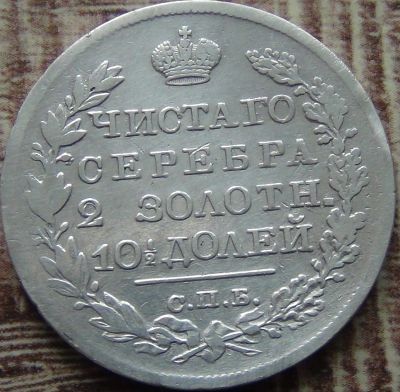 ЧИСТАГО
СЕРЕБРА
2 ЗОЛОТН.
10½ ДОЛЕЙ
С.П.Б.